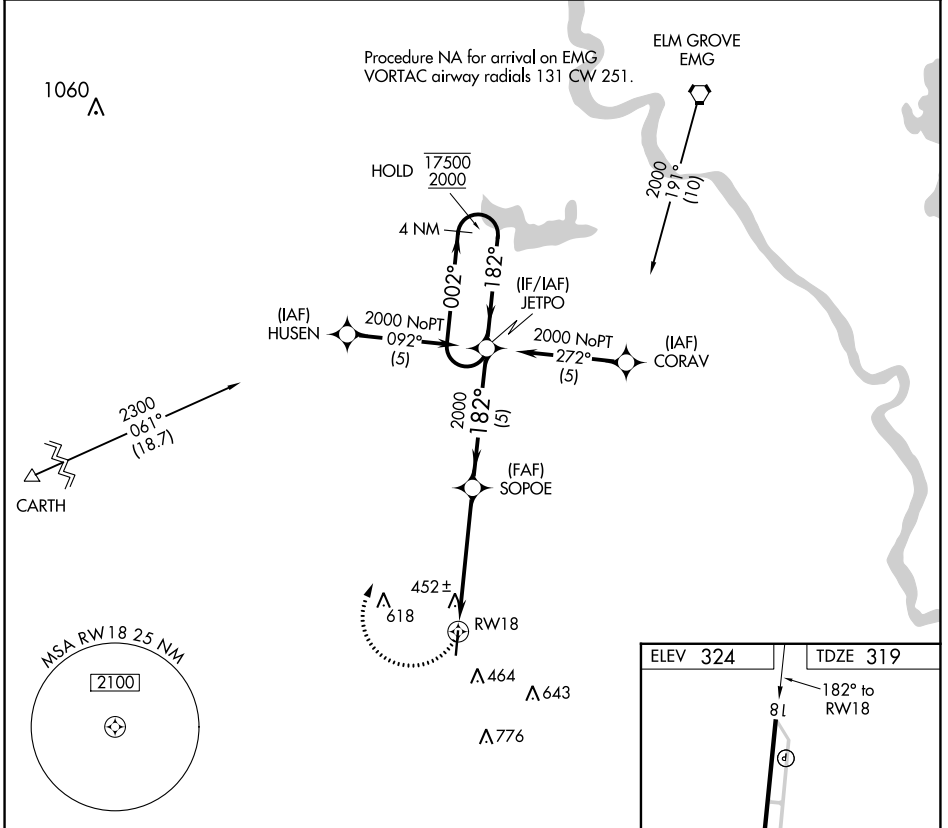 Procedure NA for arrival on EMG
VORTAC airway radials 131 CW 251.
ELM GROVE
EMG
1060
HOLD
17500
2000
4 NM
2000
191°
(10)
002°
182°
(IF/IAF)
JETPO
(IAF)
HUSEN
2000 NoPT
092°
(5)
2000 NoPT
272°
(5)
(IAF)
CORAV
2300
061°
(18.7)
CARTH
2000
182°
(5)
(FAF)
SOPOE
452±
618
RW18
464
643
776
MSA RW18 25 NM
2100
ELEV 324
TDZE 319
182° to
RW18
18
P